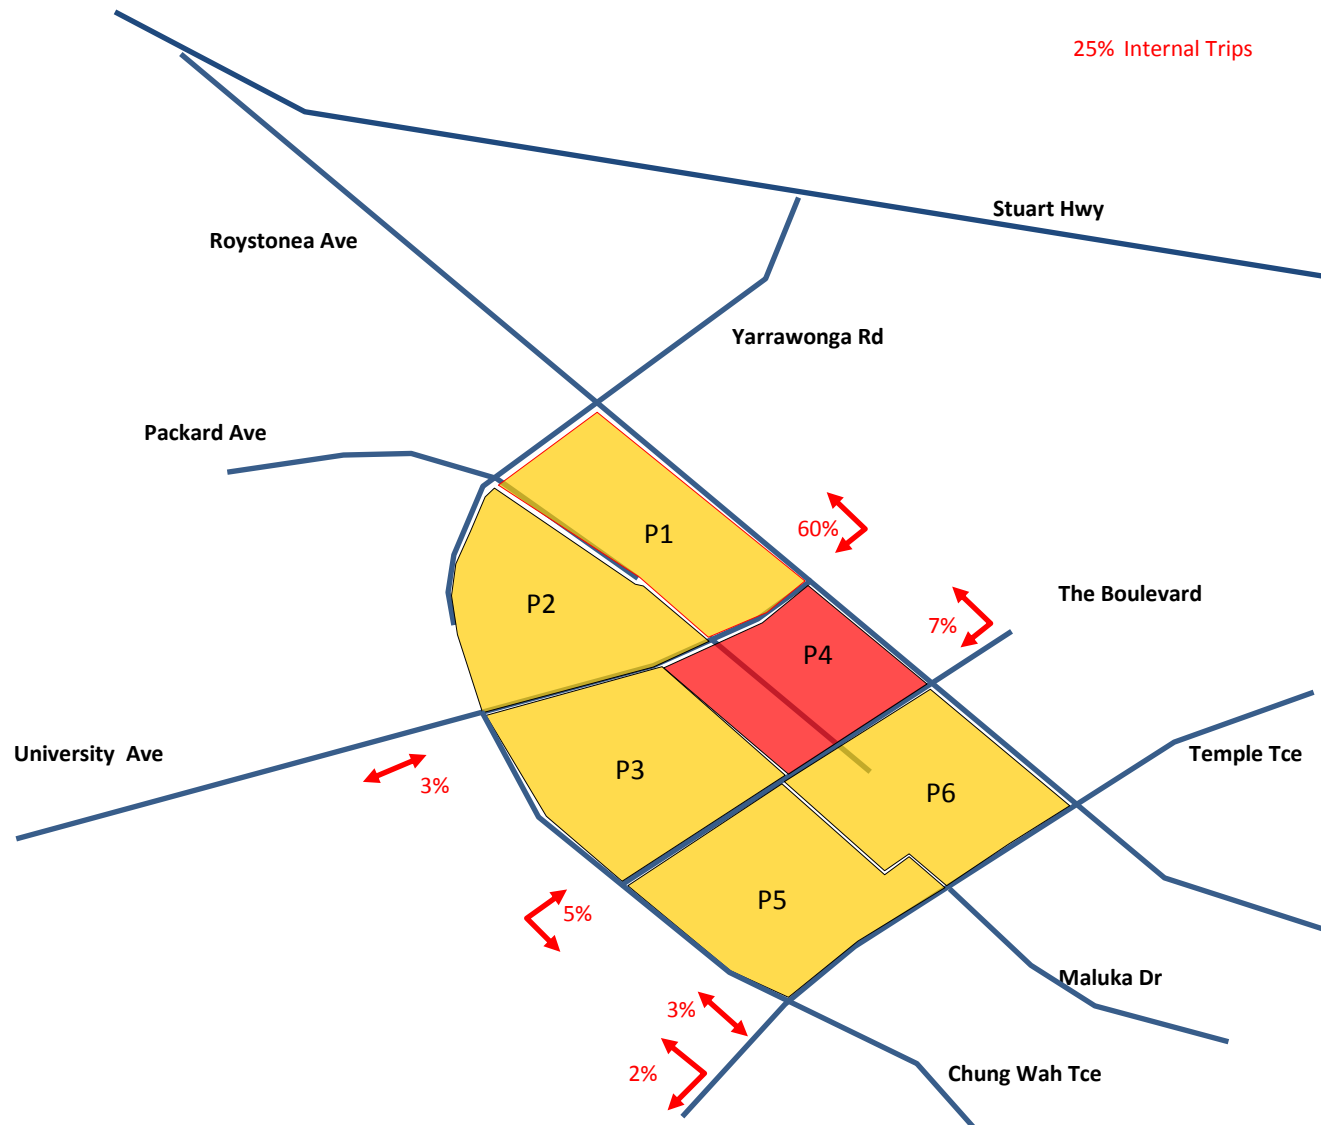 25% Internal Trips
Stuart Hwy
Roystonea Ave
Yarrawonga Rd
Packard Ave
P1
60%
The Boulevard
P2
7%
P4
University Ave
Temple Tce
P3
3%
P6
P5
5%
Maluka Dr
3%
2%
Chung Wah Tce